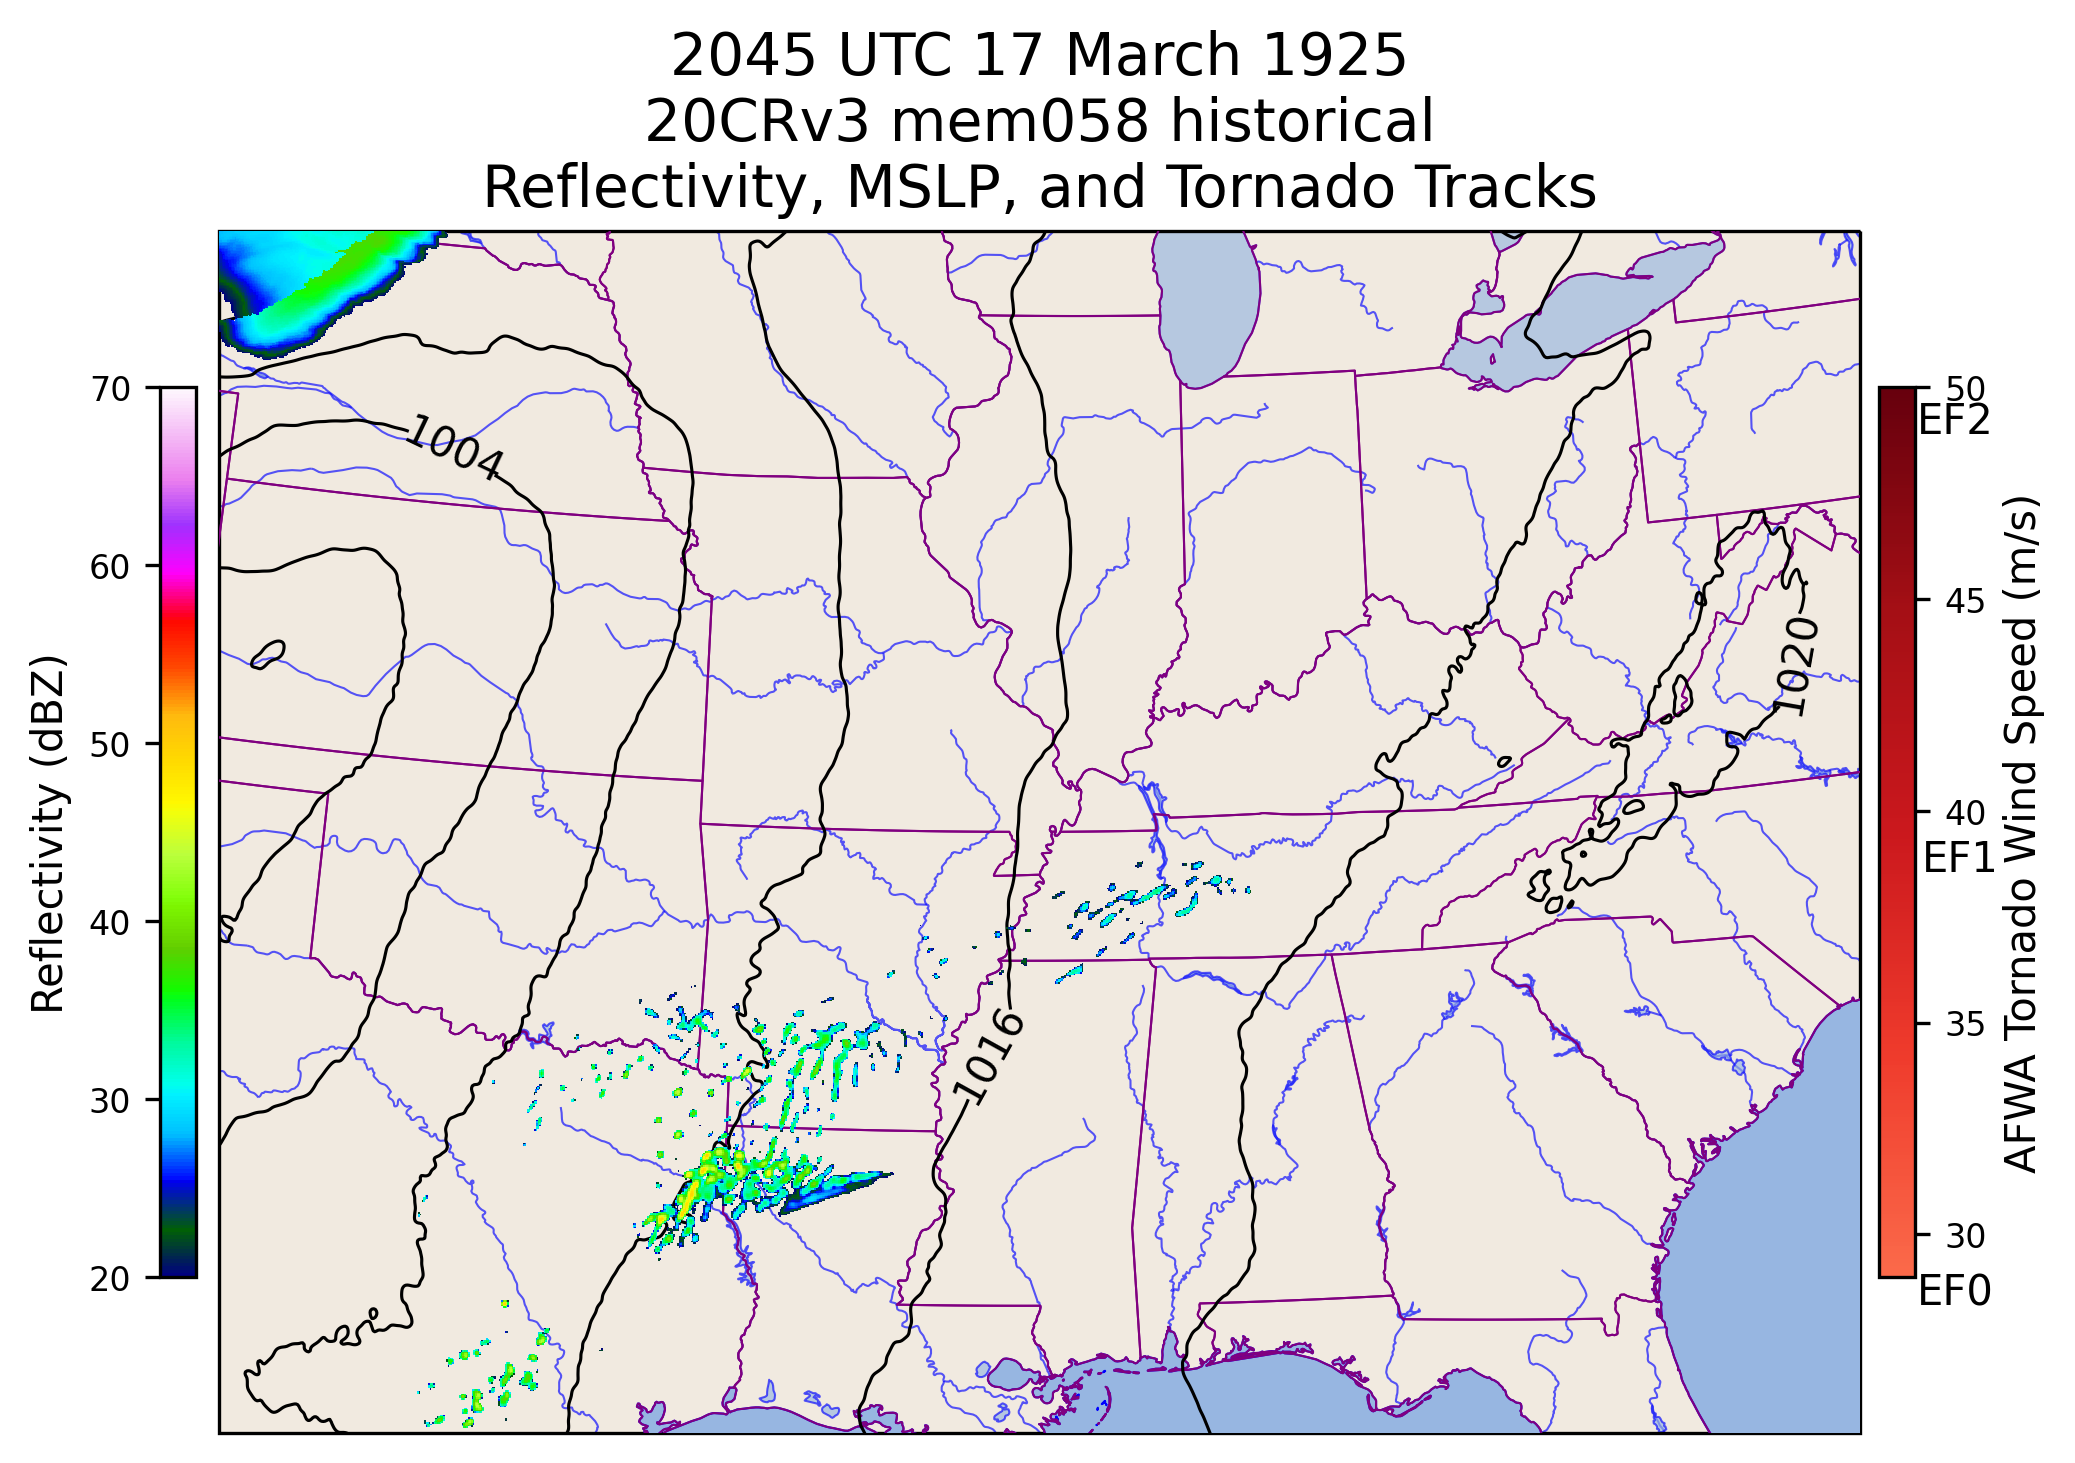 2045 UTC 17 March 1925
20CRv3 mem058 historical
Reflectivity, MSLP, and Tornado Tracks
70
60
50
40
30
20
Reflectivity (dBZ)
1004
1016
1020
50
EF2
45
40
EF1
35
30
EF0
AFWA Tornado Wind Speed (m/s)